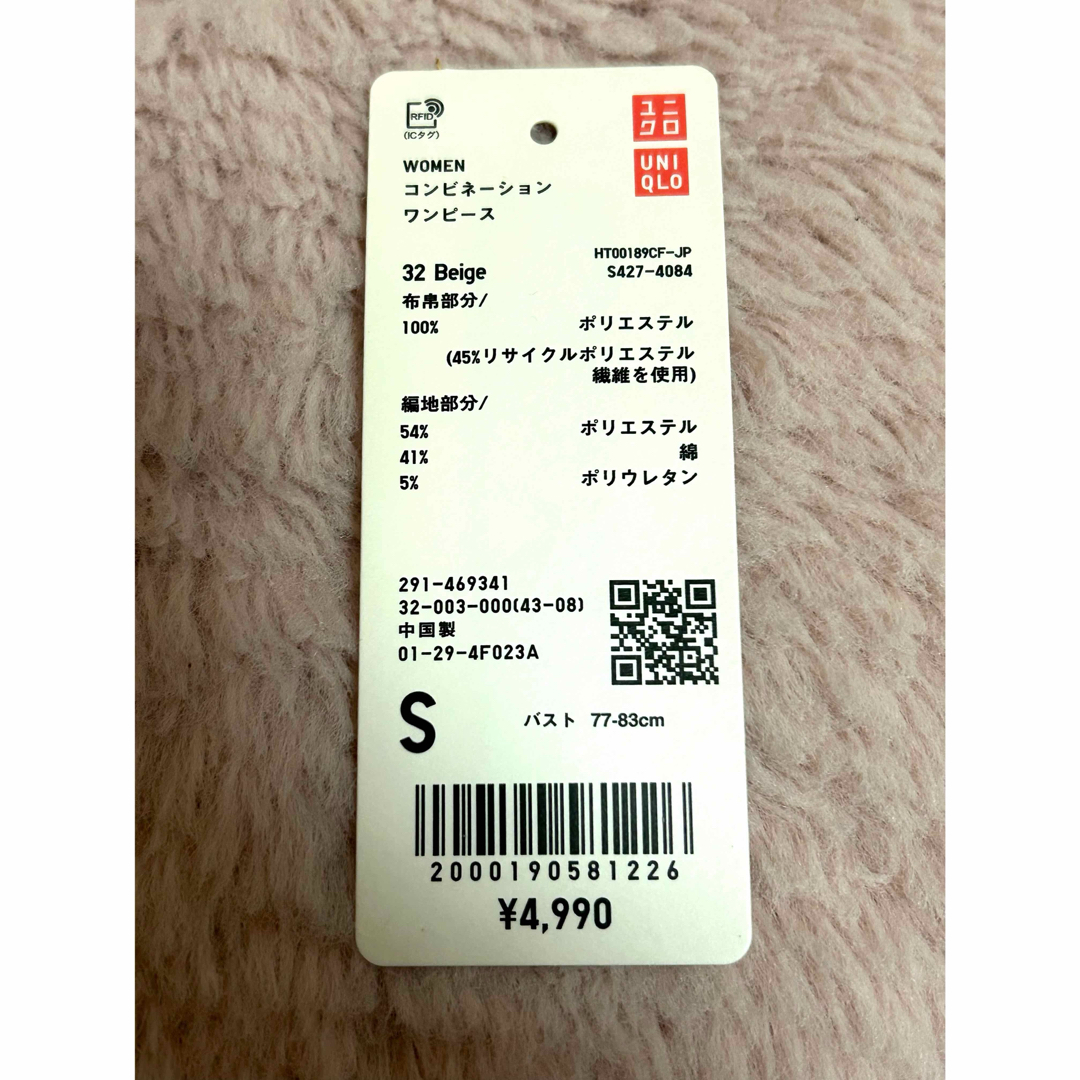 RFID
(ICタグ)
ユニ
クロ
UNI
QLO
WOMEN
コンビネーション
ワンピース
HT00189CF-JP
32 Beige
S427-4084
布帛部分/
100% ポリエステル
(45%リサイクルポリエステル
繊維を使用)
編地部分/
54% ポリエステル
41% 綿
5% ポリウレタン
291-469341
32-003-000(43-08)
中国製
01-29-4F023A
S バスト 77-83cm
2000190581226
¥4,990